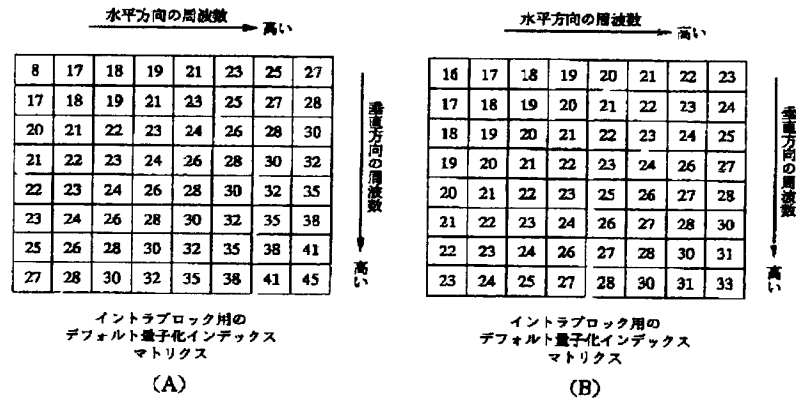 水平方向の周波数
高い
8 17 18 19 21 23 25 27
17 18 19 21 23 25 27 28
20 21 22 23 24 26 28 30
21 22 23 24 26 28 30 32
22 23 24 26 28 30 32 35
23 24 26 28 30 32 35 38
25 26 28 30 32 35 38 41
27 28 30 32 35 38 41 45
垂直方向の周波数
高い
イントラブロック用の
デフォルト量子化インデックス
マトリクス
(A)
水平方向の周波数
高い
16 17 18 19 20 21 22 23
17 18 19 20 21 22 23 24
18 19 20 21 22 23 24 25
19 20 21 22 23 24 26 27
20 21 22 23 25 26 27 28
21 22 23 24 26 27 28 30
22 23 24 26 27 28 30 31
23 24 25 27 28 30 31 33
垂直方向の周波数
高い
イントラブロック用の
デフォルト量子化インデックス
マトリクス
(B)